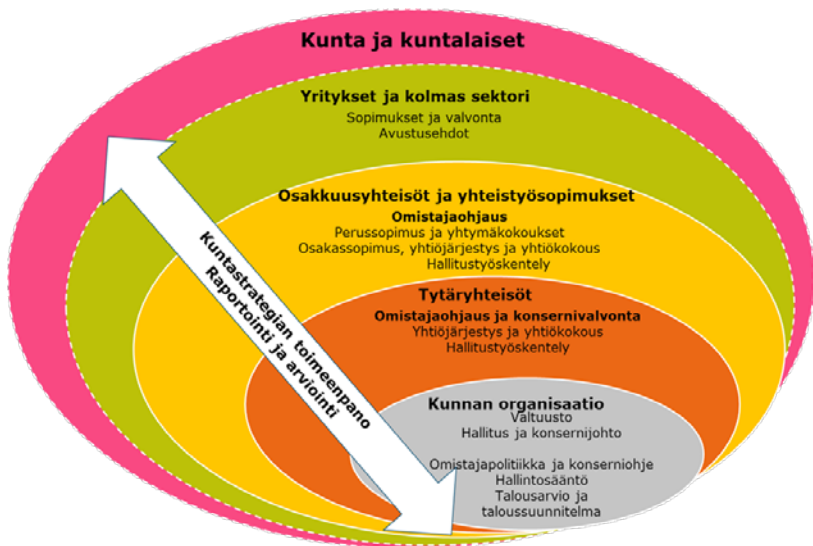 Kunta ja kuntalaiset
Yritykset ja kolmas sektori
Sopimukset ja valvonta
Avustusehdot
Osakkuusyhteisöt ja yhteistyösopimukset
Omistajaohjaus
Perussopimus ja yhtymäkokoukset
Osakassopimus, yhtiöjärjestys ja yhtiökokous
Hallitustyöskentely
Tytäryhteisöt
Omistajaohjaus ja konsernivalvonta
Yhtiöjärjestys ja yhtiökokous
Hallitustyöskentely
Kunnan organisaatio
Valtuusto
Hallitus ja konsernijohto
Omistajapolitiikka ja konserniohje
Hallintosääntö
Talousarvio ja
taloussuunnitelma
Kuntastrategian toimeenpano
Raportointi ja arviointi